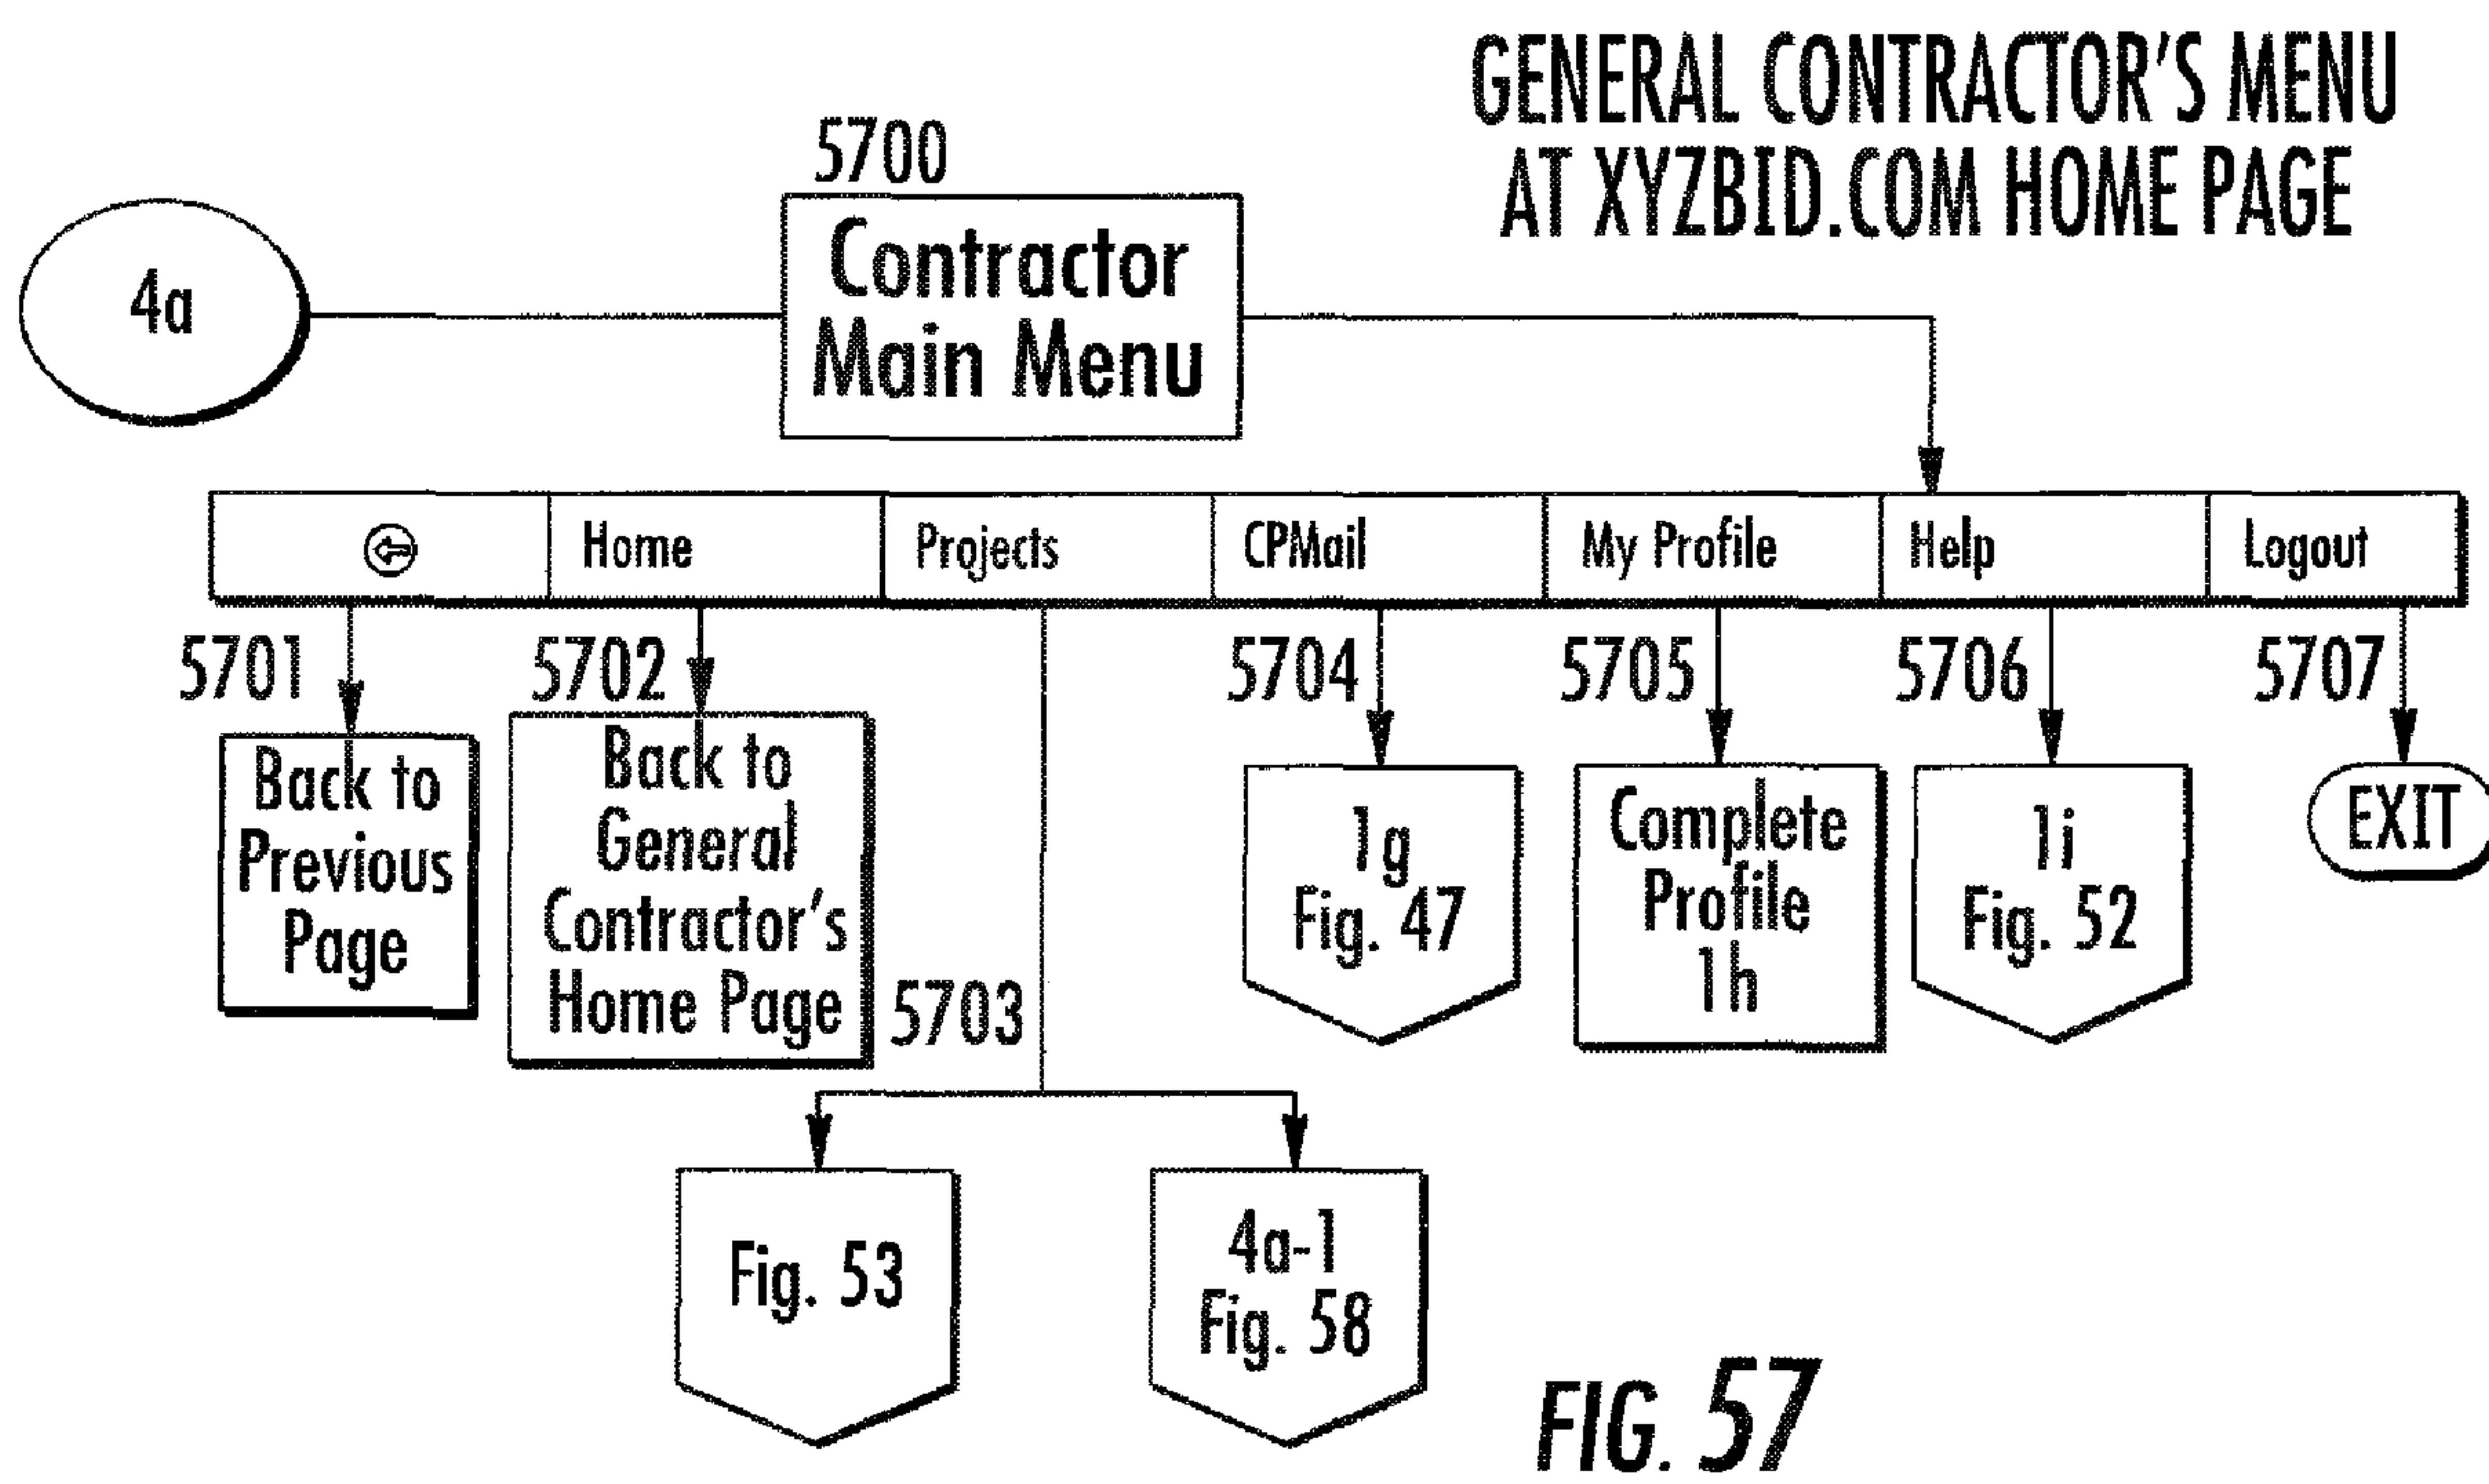 GENERAL CONTRACTOR'S MENU
AT XYZBID.COM HOME PAGE
5700
4a
Contractor
Main Menu
Home
Projects
CPMail
My Profile
Help
Logout
5701
Back to
Previous
Page
5702
Back to
General
Contractor's
Home Page
5703
Fig. 53
4a-1
Fig. 58
5704
1g
Fig. 47
5705
Complete
Profile
1h
5706
1i
Fig. 52
5707
EXIT
FIG. 57